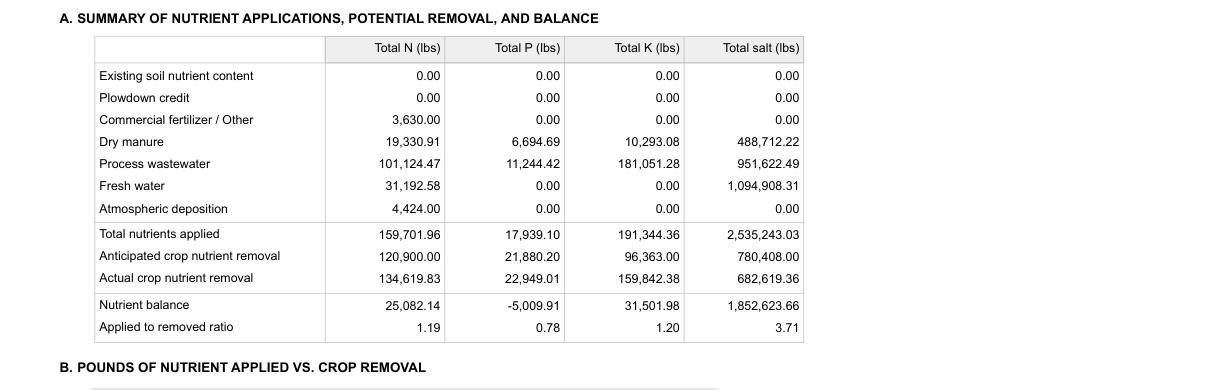 A. SUMMARY OF NUTRIENT APPLICATIONS, POTENTIAL REMOVAL, AND BALANCE
Total N (lbs) Total P (lbs) Total K (lbs) Total salt (lbs)
Existing soil nutrient content 0.00 0.00 0.00 0.00
Plowdown credit 0.00 0.00 0.00 0.00
Commercial fertilizer / Other 3,630.00 0.00 0.00 0.00
Dry manure 19,330.91 6,694.69 10,293.08 488,712.22
Process wastewater 101,124.47 11,244.42 181,051.28 951,622.49
Fresh water 31,192.58 0.00 0.00 1,094,908.31
Atmospheric deposition 4,424.00 0.00 0.00 0.00
Total nutrients applied 159,701.96 17,939.10 191,344.36 2,535,243.03
Anticipated crop nutrient removal 120,900.00 21,880.20 96,363.00 780,408.00
Actual crop nutrient removal 134,619.83 22,949.01 159,842.38 682,619.36
Nutrient balance 25,082.14 -5,009.91 31,501.98 1,852,623.66
Applied to removed ratio 1.19 0.78 1.20 3.71
B. POUNDS OF NUTRIENT APPLIED VS. CROP REMOVAL